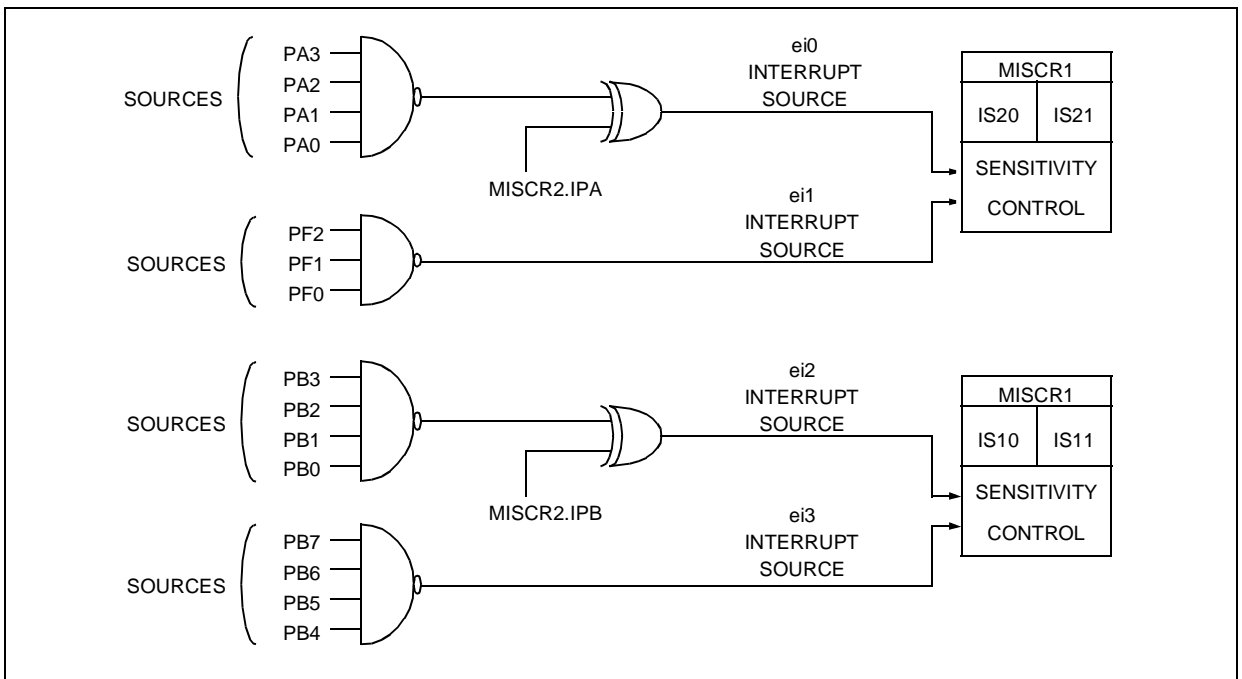 SOURCES
PA3
PA2
PA1
PA0
MISCR2.IPA
ei0
INTERRUPT
SOURCE
MISCR1
IS20 IS21
SENSITIVITY
CONTROL
SOURCES
PF2
PF1
PF0
ei1
INTERRUPT
SOURCE
SOURCES
PB3
PB2
PB1
PB0
MISCR2.IPB
ei2
INTERRUPT
SOURCE
MISCR1
IS10 IS11
SENSITIVITY
CONTROL
SOURCES
PB7
PB6
PB5
PB4
ei3
INTERRUPT
SOURCE